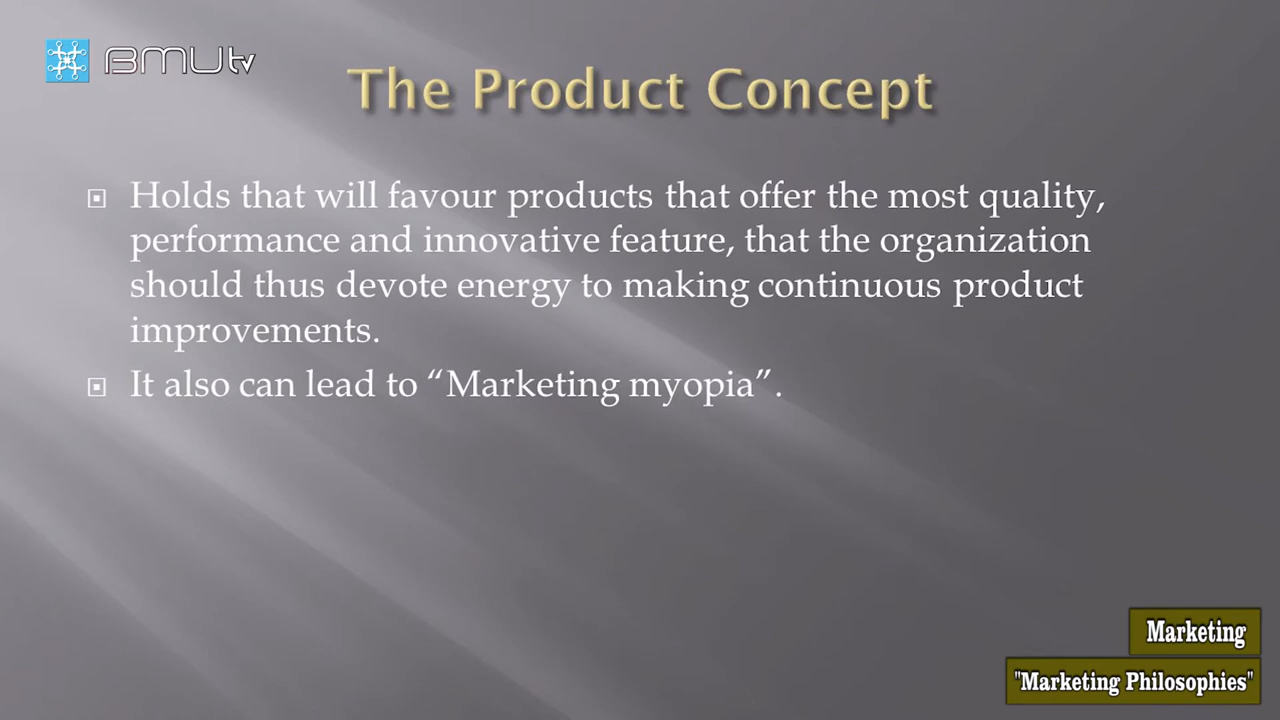 BMUtv
The Product Concept
Holds that will favour products that offer the most quality,
performance and innovative feature, that the organization
should thus devote energy to making continuous product
improvements.
It also can lead to “Marketing myopia”.
Marketing
"Marketing Philosophies"